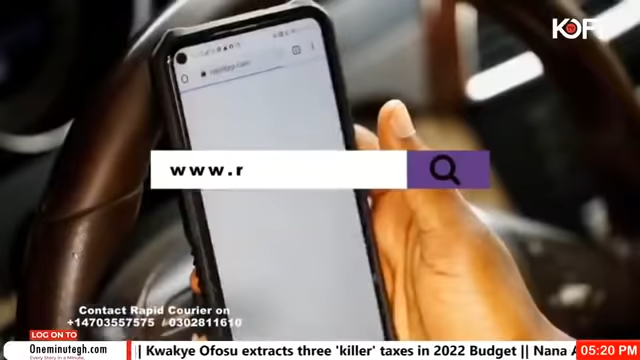 KOFI
TV
www.r
Contact Rapid Courier on
+14703557575 / 0302811610
LOG ON TO
Oneminutegh.com
Every Story in a Minute.
|| Kwakye Ofosu extracts three 'killer' taxes in 2022 Budget || Nana
05:20 PM